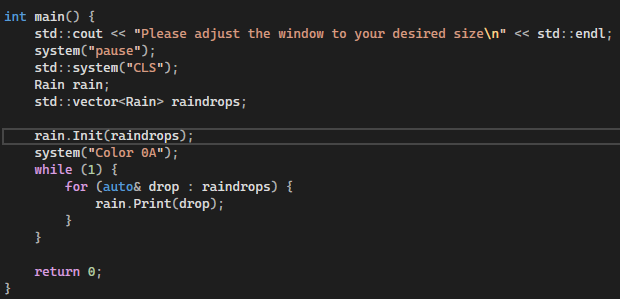 int main() {
    std::cout << "Please adjust the window to your desired size\n" << std::endl;
    system("pause");
    std::system("CLS");
    Rain rain;
    std::vector<Rain> raindrops;

    rain.Init(raindrops);
    system("Color 0A");
    while (1) {
        for (auto& drop : raindrops) {
            rain.Print(drop);
        }
    }

    return 0;
}